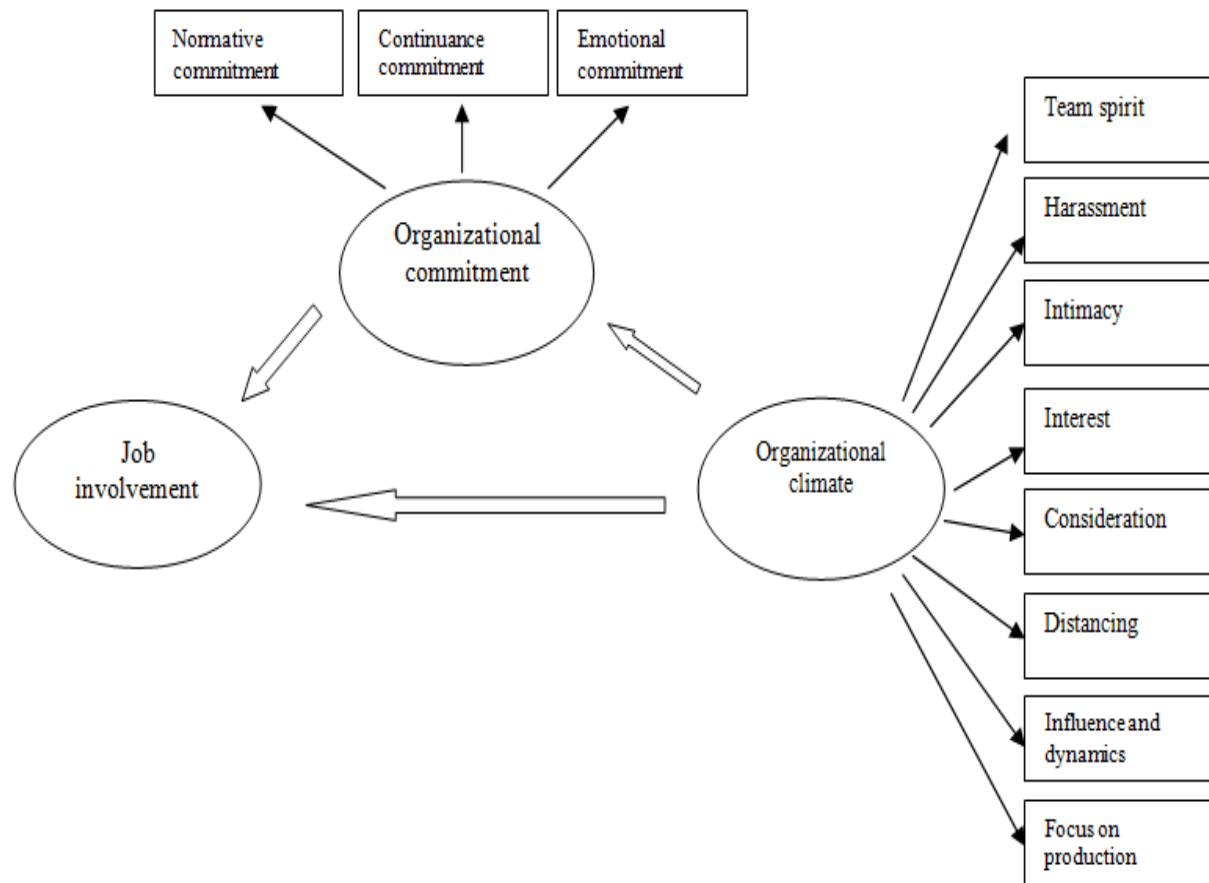 Normative
commitment
Continuance
commitment
Emotional
commitment
Team spirit
Organizational
commitment
Harassment
Intimacy
Interest
Job
involvement
Organizational
climate
Consideration
Distancing
Influence and
dynamics
Focus on
production